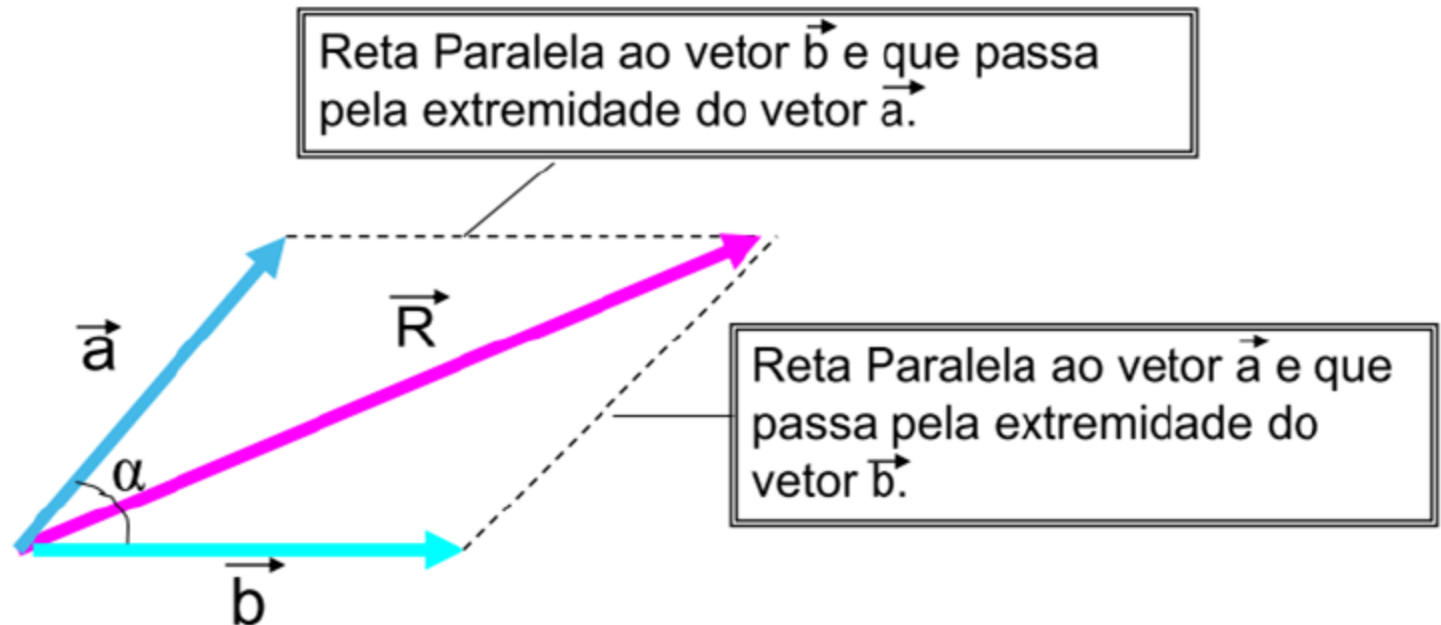 Reta Paralela ao vetor b e que passa
pela extremidade do vetor a.
R
a
Reta Paralela ao vetor a e que
passa pela extremidade do
vetor b.
α
b